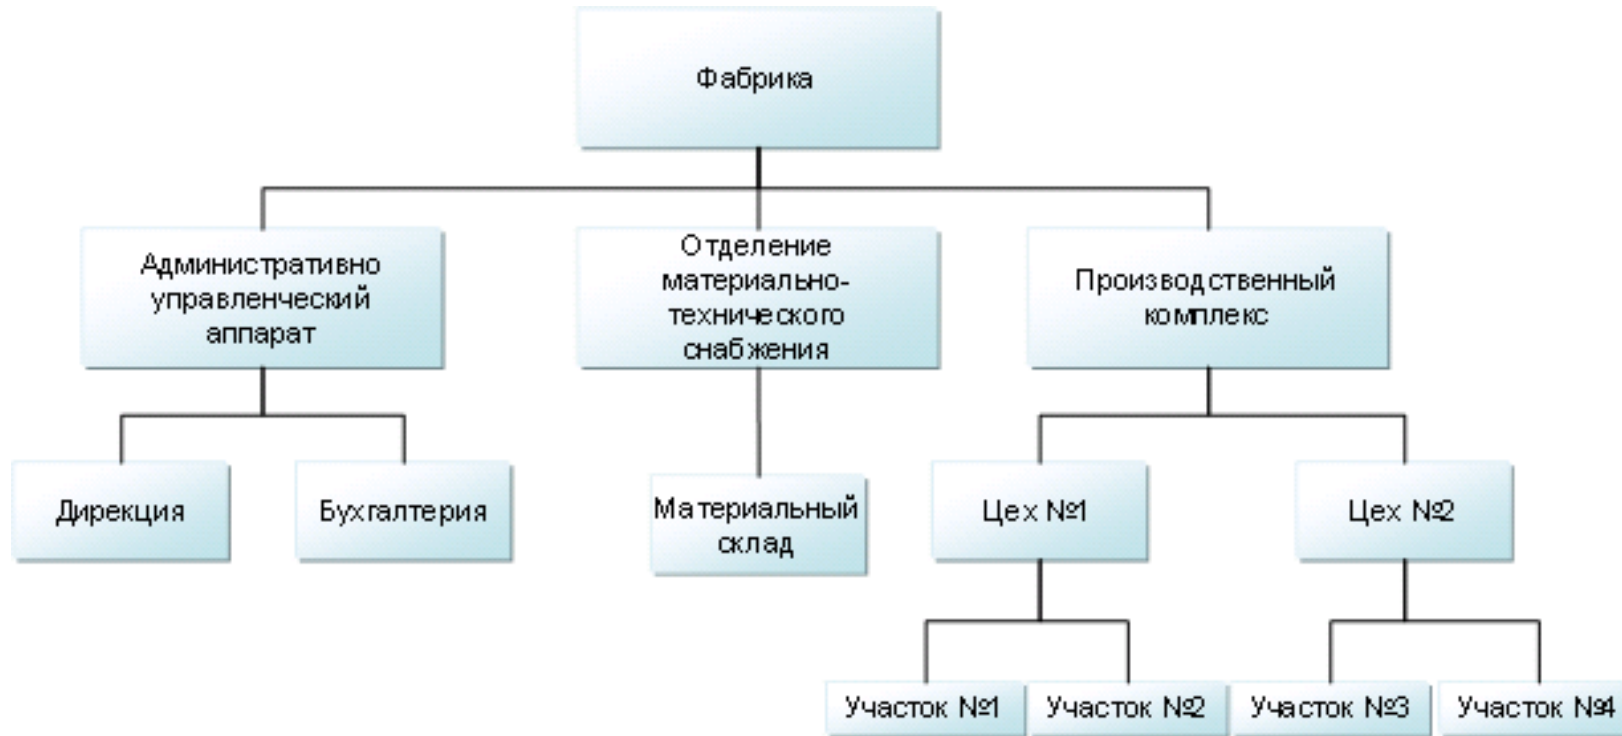 Фабрика
Административно
управленческий
аппарат
Отделение
материально-
технического
снабжения
Производственный
комплекс
Дирекция
Бухгалтерия
Материальный
склад
Цех №1
Цех №2
Участок №1
Участок №2
Участок №3
Участок №4